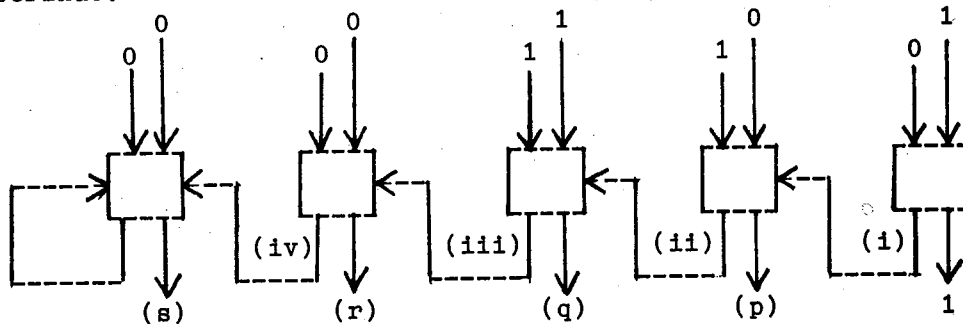 0 0 1 0 1
0 0 1 1 0
(iv) (iii) (ii) (i)
(s) (r) (q) (p) 1